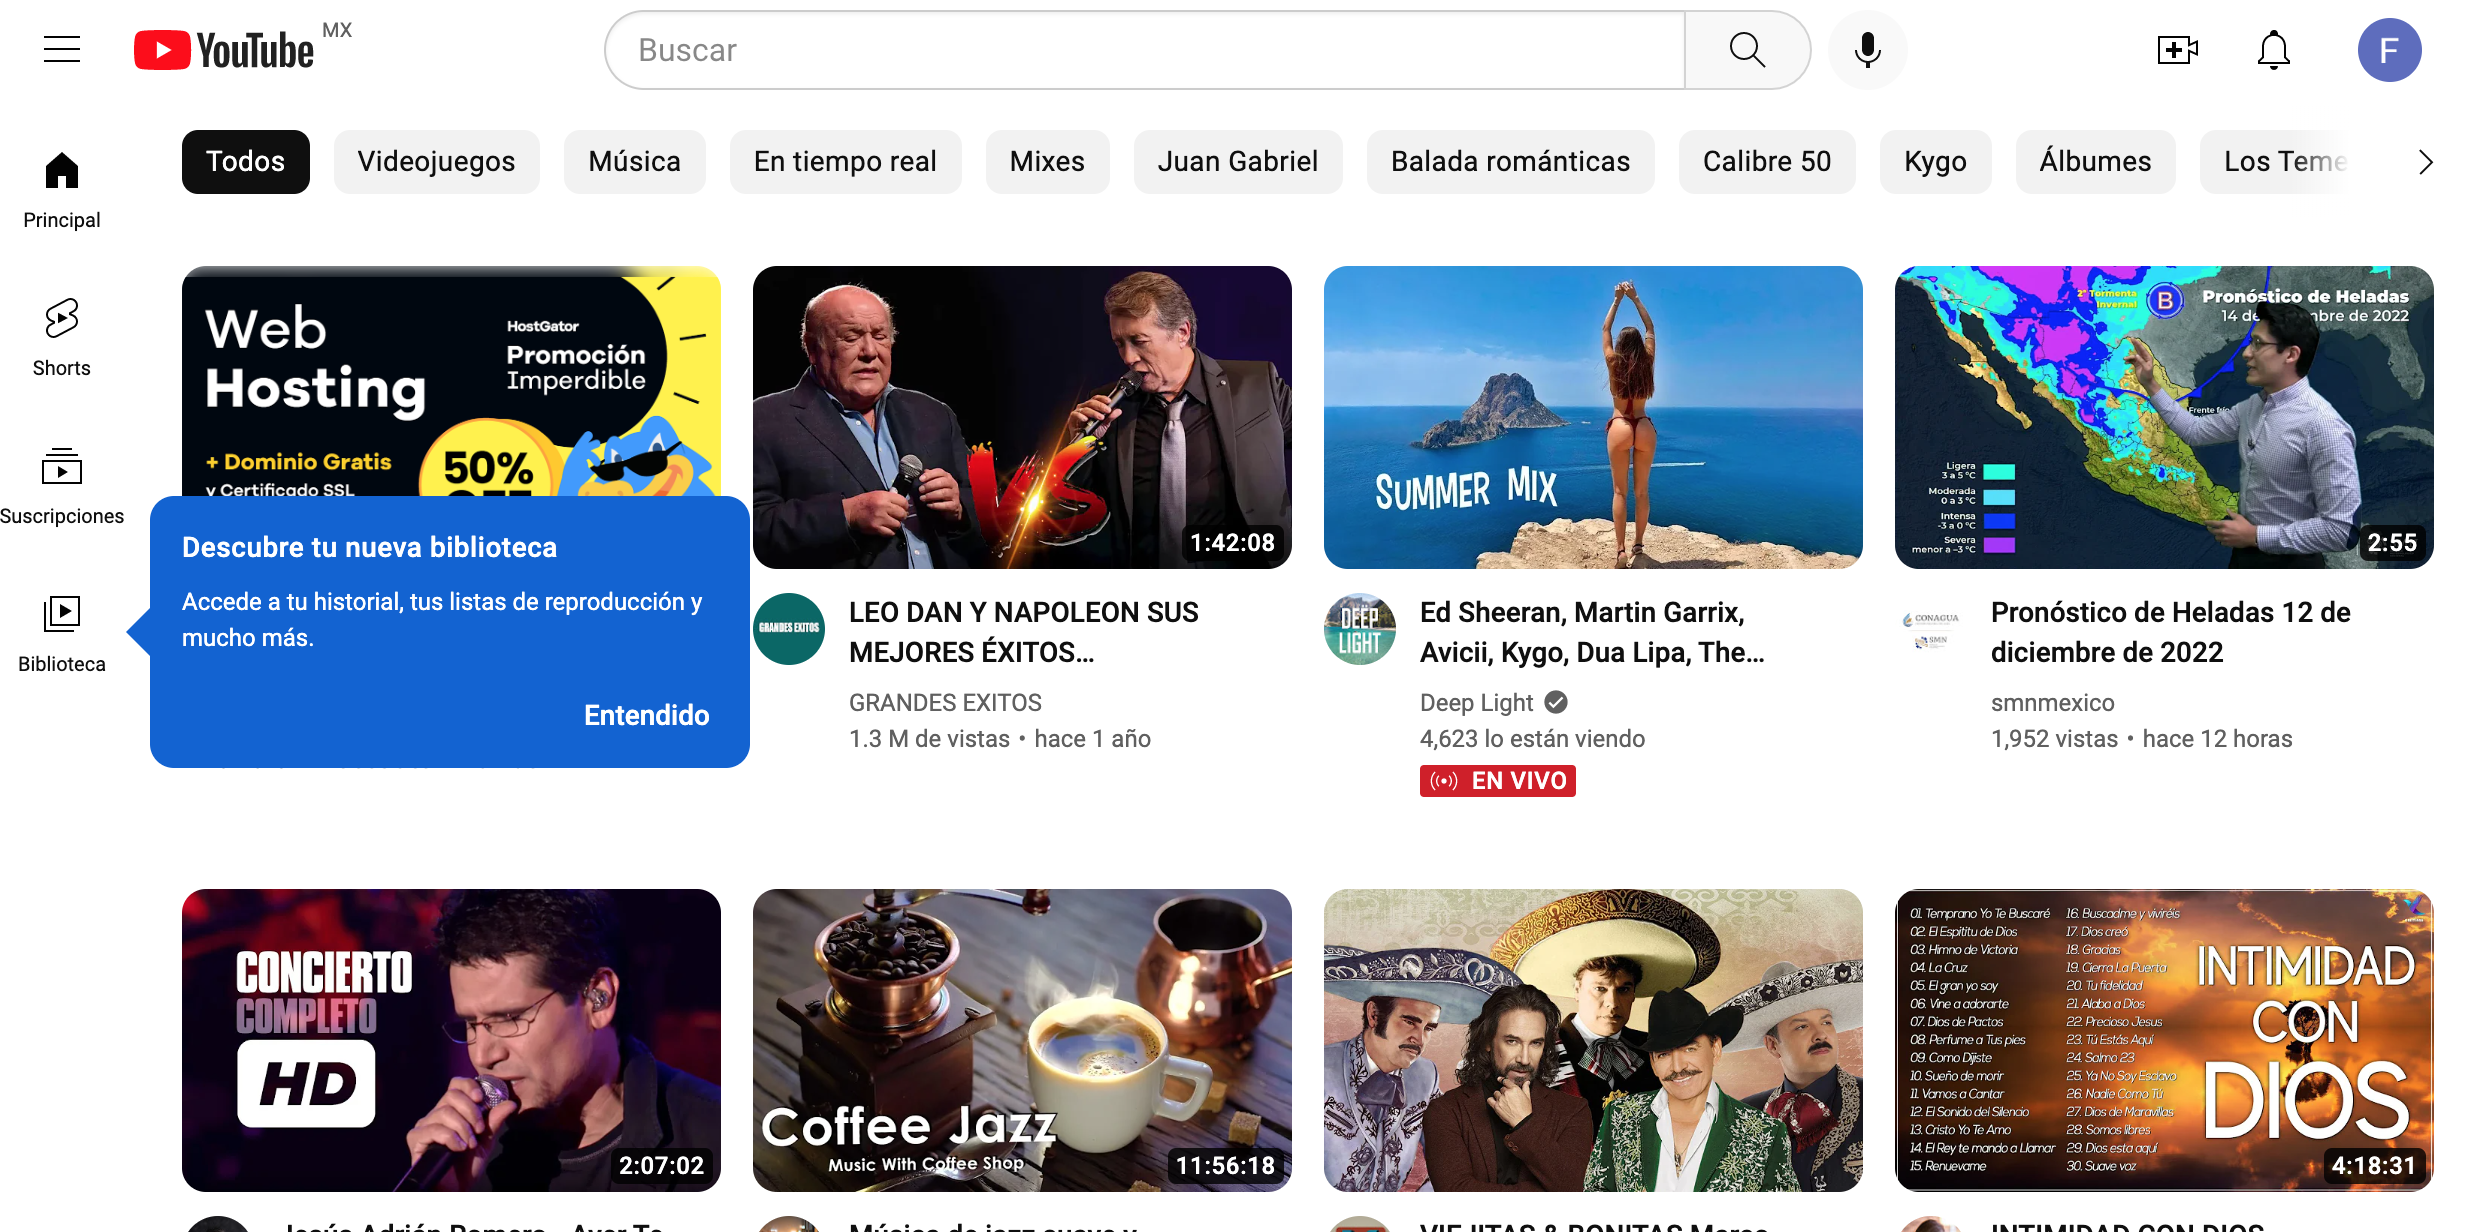 YouTube MX
Buscar
F
Todos
Videojuegos
Música
En tiempo real
Mixes
Juan Gabriel
Balada románticas
Calibre 50
Kygo
Álbumes
Los Teme
Principal
Shorts
Suscripciones
Biblioteca
Web
Hosting
HostGator
Promoción
Imperdible
+ Dominio Gratis
y Certificado SSL
50%
Descubre tu nueva biblioteca
Accede a tu historial, tus listas de reproducción y
mucho más.
Entendido
VS
1:42:08
GRANDES EXITOS
LEO DAN Y NAPOLEON SUS
MEJORES ÉXITOS...
GRANDES EXITOS
1.3 M de vistas • hace 1 año
SUMMER MIX
DEEP
LIGHT
Ed Sheeran, Martin Garrix,
Avicii, Kygo, Dua Lipa, The...
Deep Light
4,623 lo están viendo
EN VIVO
2ª Tormenta
Invernal
B
Pronóstico de Heladas
14 de mbre de 2022
Frente frío
Ligera
3 a 5 °C
Moderada
0 a 3 °C
Intensa
-3 a 0 °C
Severa
menor a -3 °C
2:55
CONAGUA
SMN
Pronóstico de Heladas 12 de
diciembre de 2022
smnmexico
1,952 vistas • hace 12 horas
CONCIERTO
COMPLETO
HD
2:07:02
Coffee Jazz
Music With Coffee Shop
11:56:18
01. Temprano Yo Te Buscaré
02. El Espititu de Dios
03. Himno de Victoria
04. La Cruz
05. El gran yo soy
06. Vine a adorarte
07. Dios de Pactos
08. Perfume a Tus pies
09. Como Dijiste
10. Sueño de morir
11. Vamos a Cantar
12. El Sonido del Silencio
13. Cristo Yo Te Amo
14. El Rey te mando a Llamar
15. Renuevame
16. Buscadme y viviréis
17. Dios creó
18. Gracias
19. Cierra La Puerta
20. Tu fidelidad
21. Alaba a Dios
22. Precioso Jesus
23. Tú Estás Aquí
24. Salmo 23
25. Ya No Soy Esclavo
26. Nadie Como Tú
27. Dios de Maravillas
28. Somos libres
29. Dios esta aquí
30. Suave voz
INTIMIDAD
CON
DIOS
4:18:31
Jesús Adrián Romero - Ayer Te
Música de jazz suave y
VIEJITAS & BONITAS Marco
INTIMIDAD CON DIOS